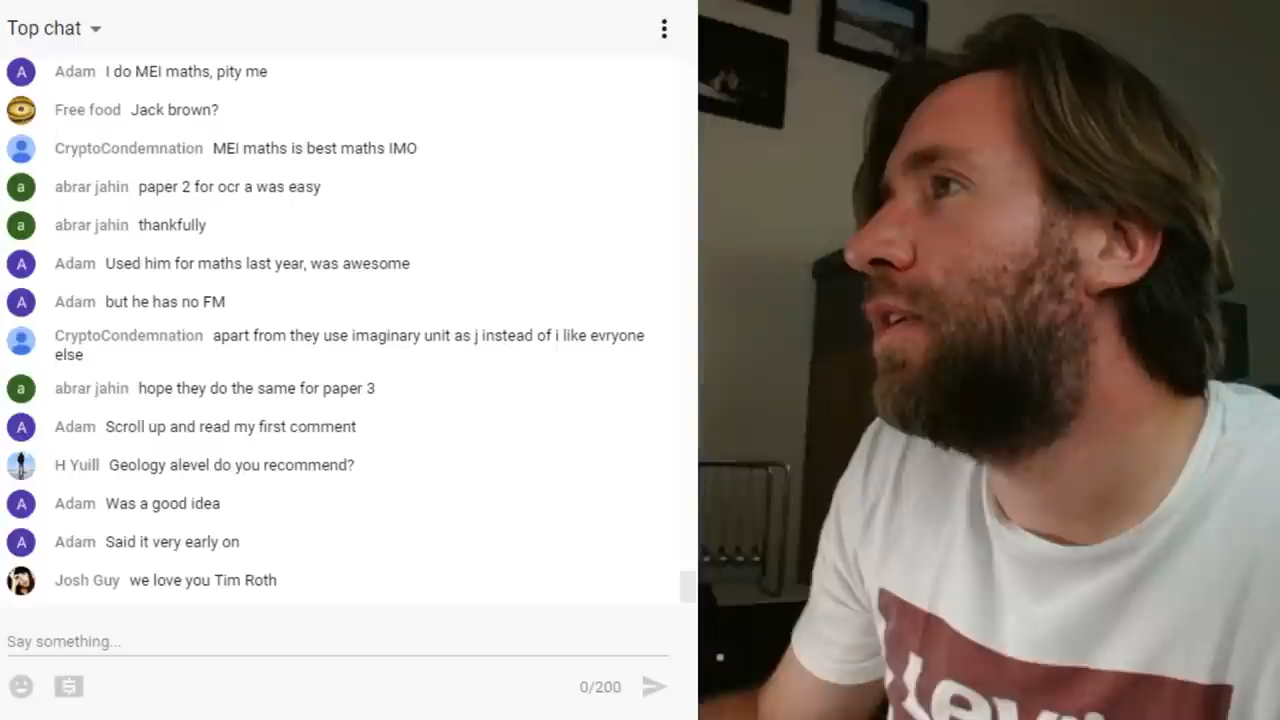 Top chat
A Adam I do MEI maths, pity me
Free food Jack brown?
CryptoCondemnation MEI maths is best maths IMO
a abrar jahin paper 2 for ocr a was easy
a abrar jahin thankfully
A Adam Used him for maths last year, was awesome
A Adam but he has no FM
CryptoCondemnation apart from they use imaginary unit as j instead of i like evryone
else
a abrar jahin hope they do the same for paper 3
A Adam Scroll up and read my first comment
H Yuill Geology alevel do you recommend?
A Adam Was a good idea
A Adam Said it very early on
Josh Guy we love you Tim Roth
Say something...
0/200